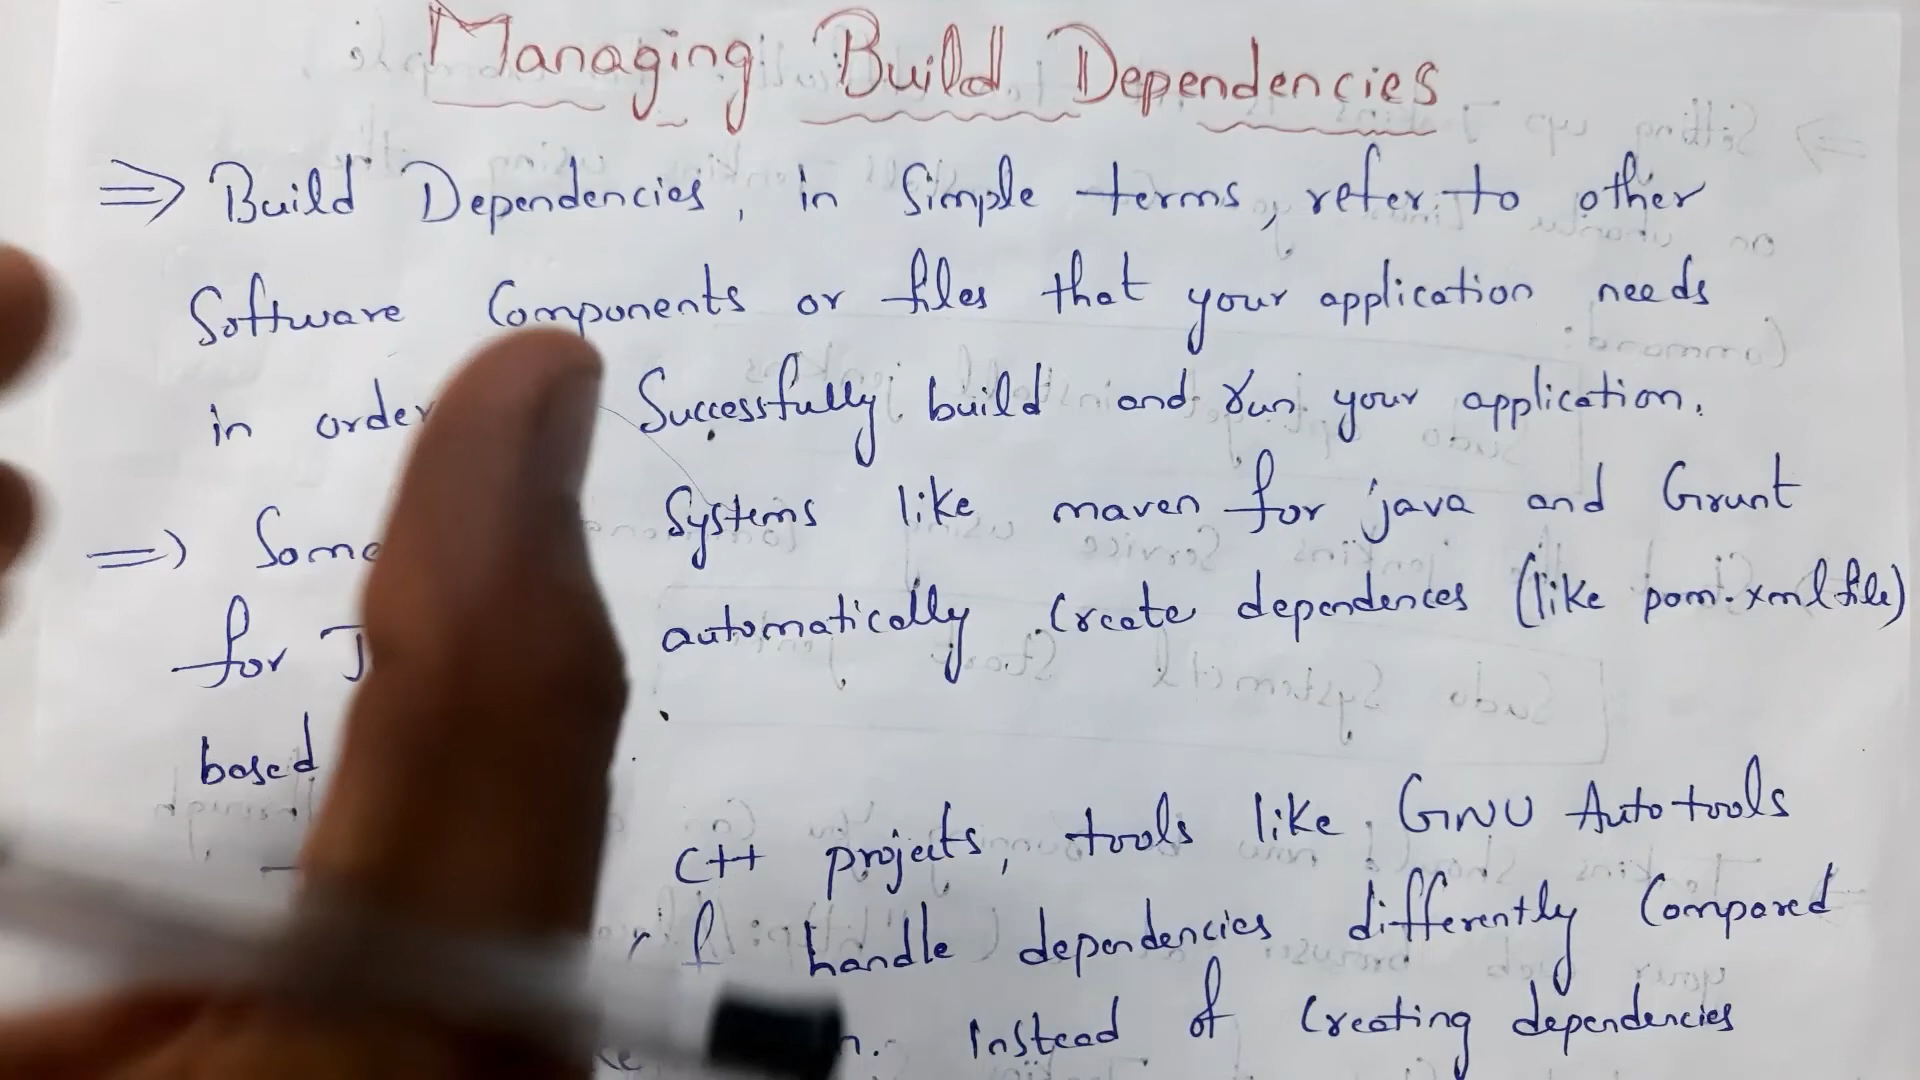 Managing Build Dependencies
=> Build Dependencies, in Simple terms, refer to other
Software Components or files that your application needs
in order Successfully build and run your application.
=> Some Systems like maven for java and Grunt
for J automatically Create dependences (like pom.xml file)
based
C++ projects, tools like GNU Autotools
handle dependencies differently Compared
instead of Creating dependencies